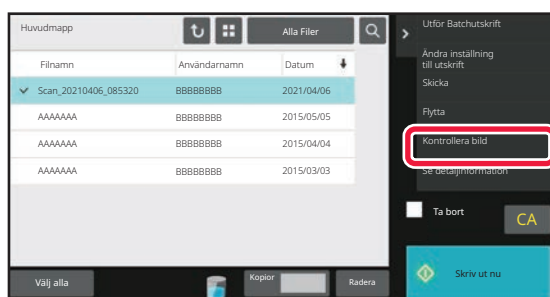 Huvudmapp
Alla Filer
Filnamn Användarnamn Datum
Scan_20210406_085320 BBBBBBBB 2021/04/06
AAAAAAA BBBBBBBB 2015/05/05
AAAAAAA BBBBBBBB 2015/04/04
AAAAAAA BBBBBBBB 2015/03/03
Välj alla
Kopior
Radera
Utför Batchutskrift
Ändra inställning
till utskrift
Skicka
Flytta
Kontrollera bild
Se detaljinformation
Ta bort
CA
Skriv ut nu